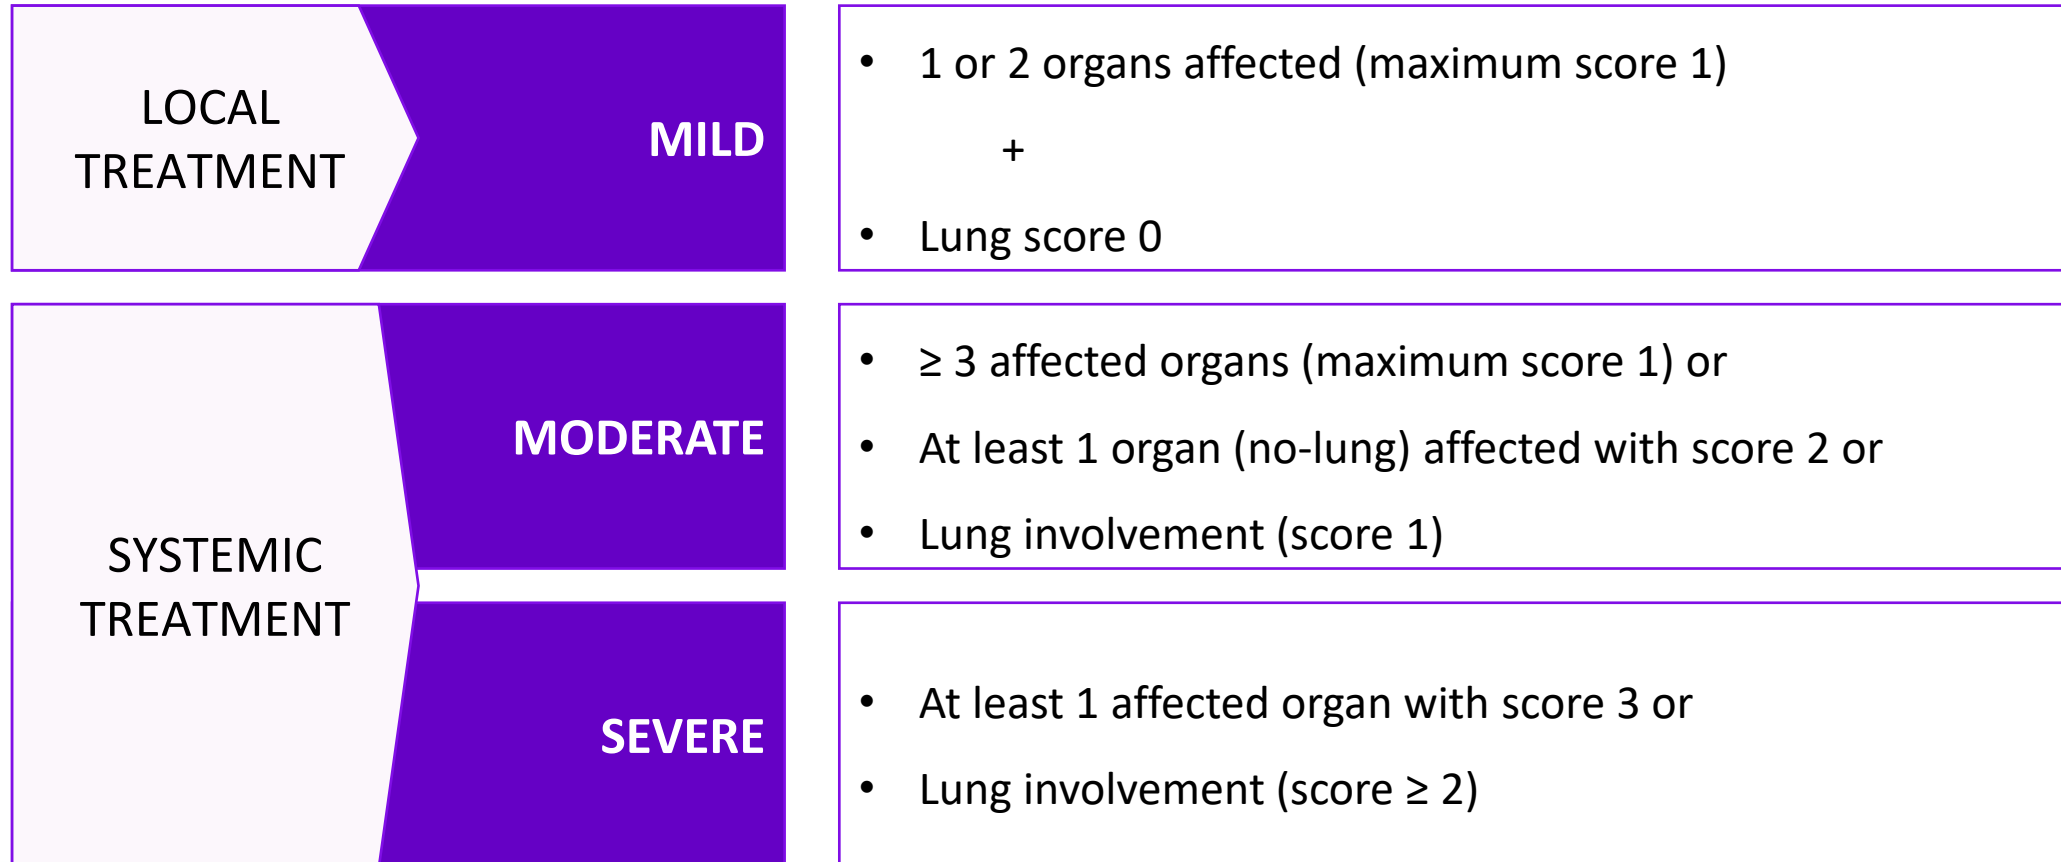 LOCAL
TREATMENT
MILD
• 1 or 2 organs affected (maximum score 1)
+
• Lung score 0
SYSTEMIC
TREATMENT
MODERATE
• ≥ 3 affected organs (maximum score 1) or
• At least 1 organ (no-lung) affected with score 2 or
• Lung involvement (score 1)
SEVERE
• At least 1 affected organ with score 3 or
• Lung involvement (score ≥ 2)